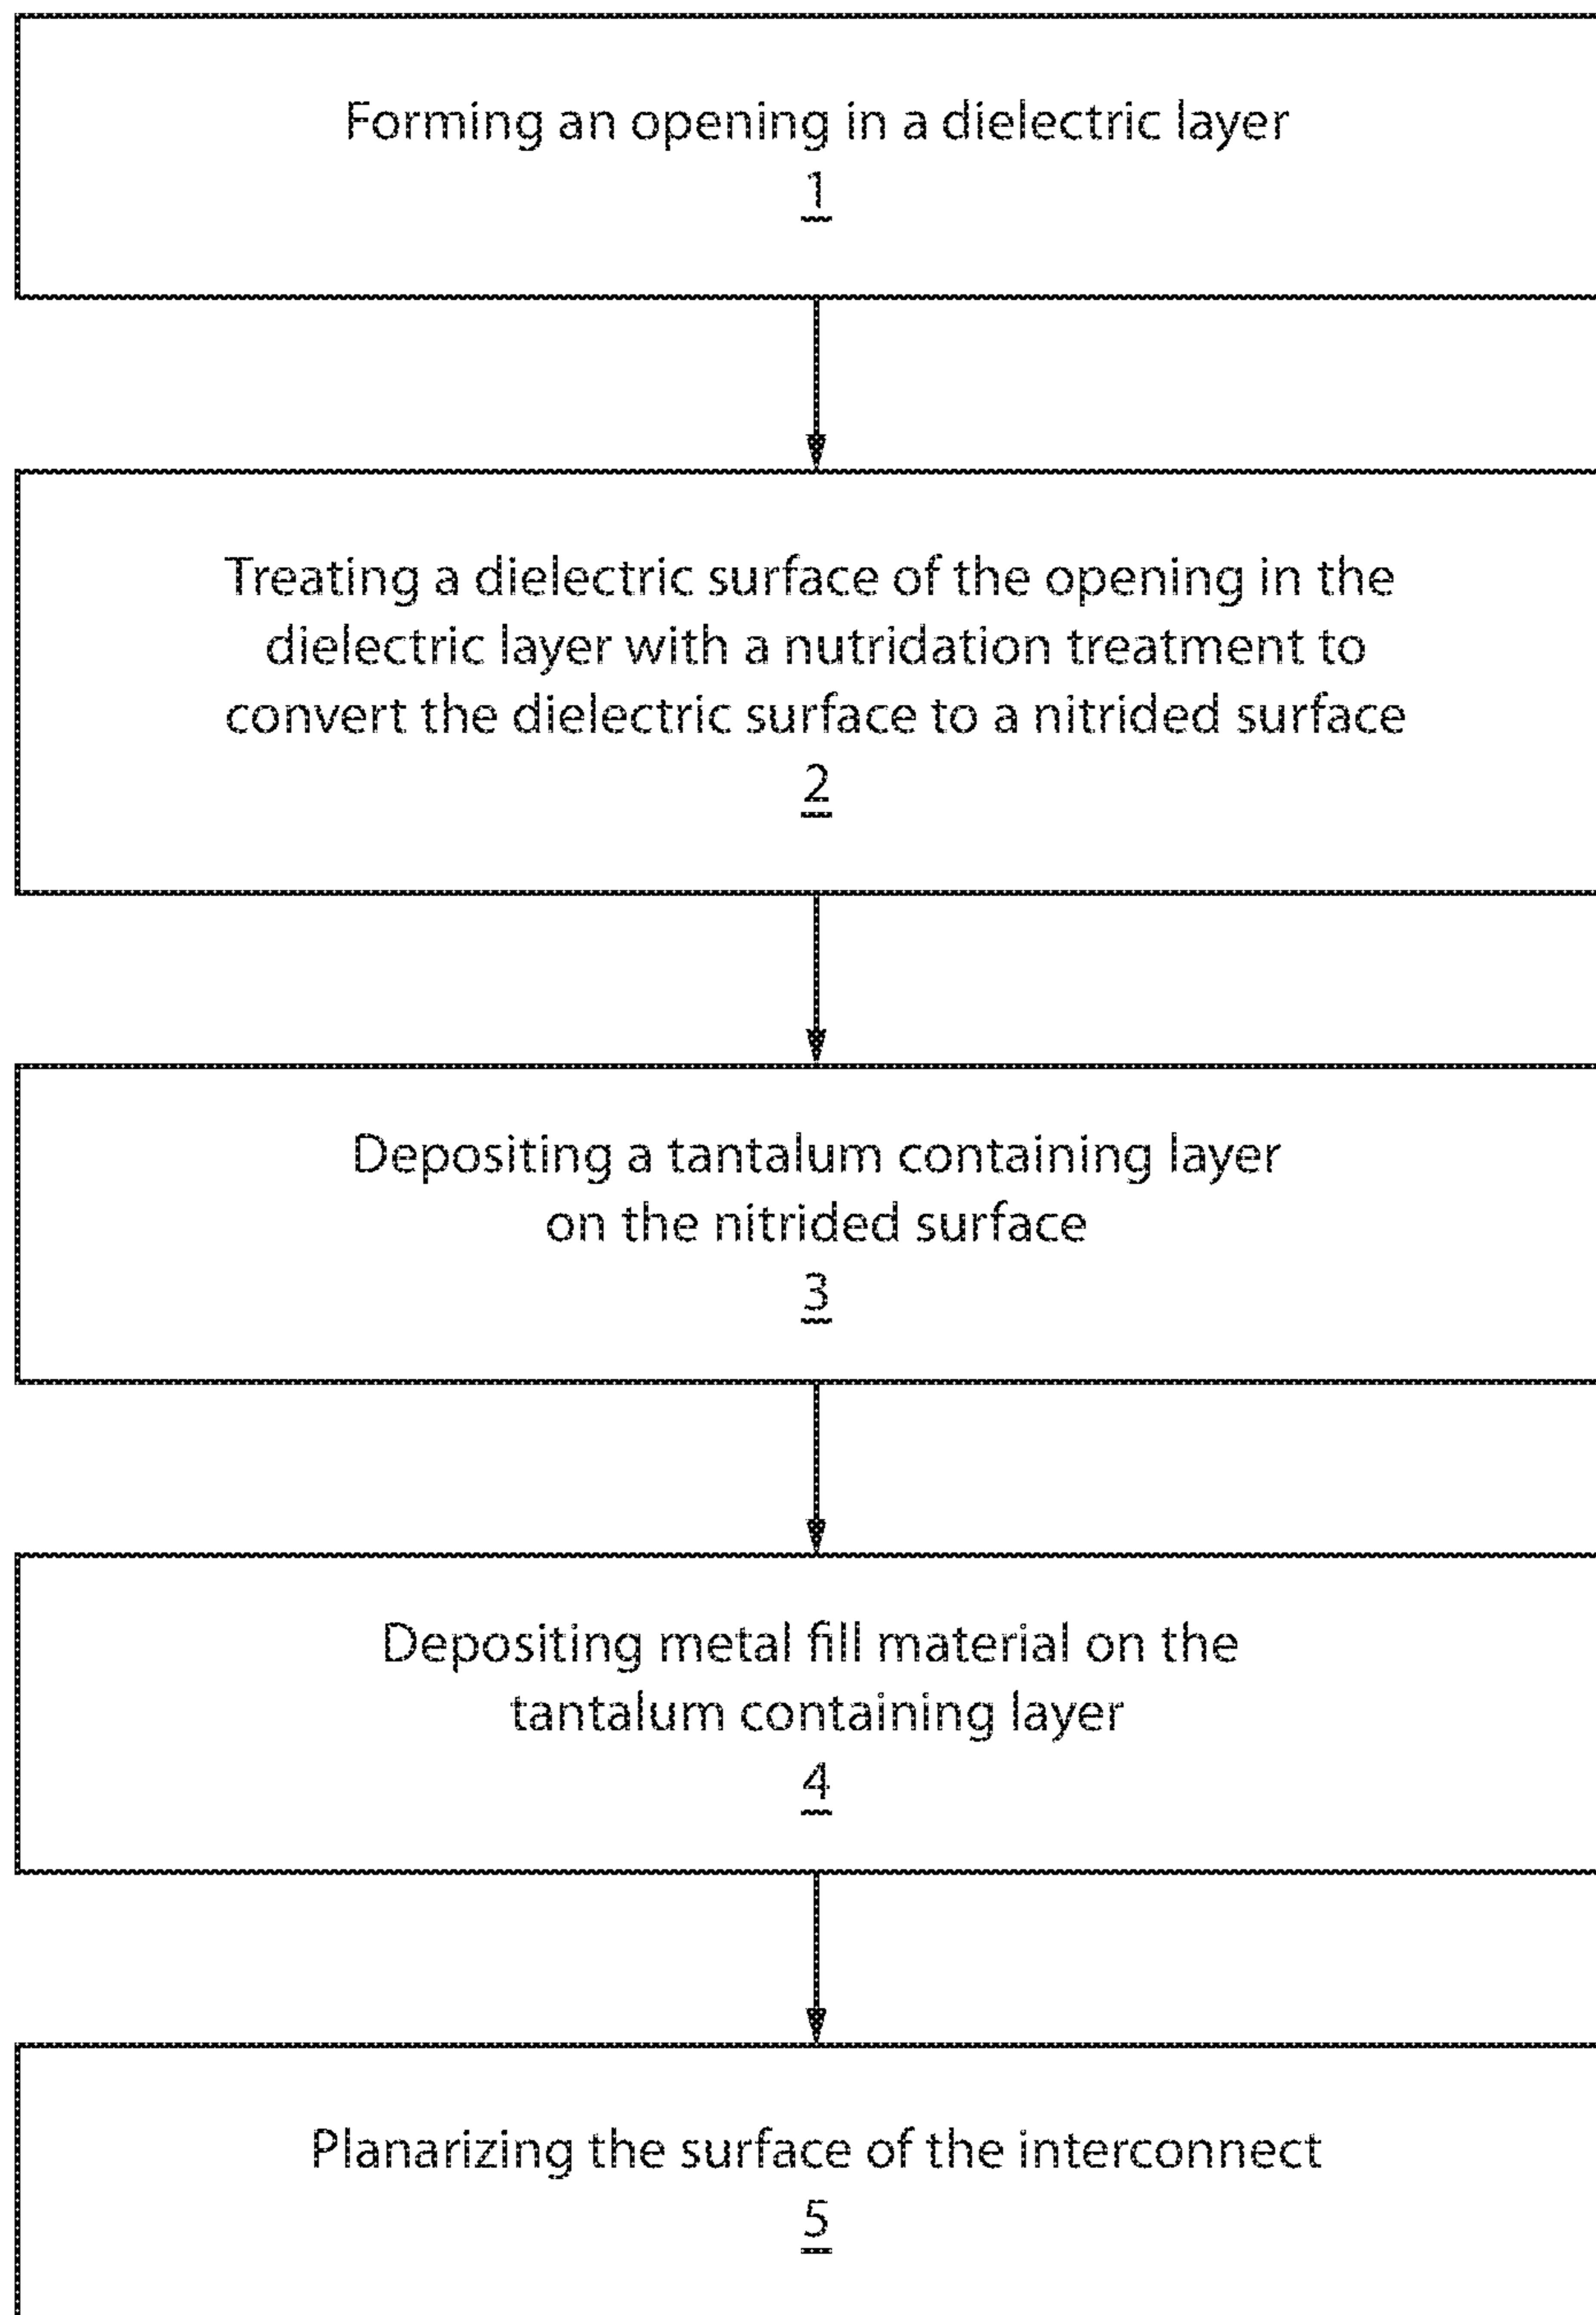 Forming an opening in a dielectric layer
1
Treating a dielectric surface of the opening in the
dielectric layer with a nutridation treatment to
convert the dielectric surface to a nitrided surface
2
Depositing a tantalum containing layer
on the nitrided surface
3
Depositing metal fill material on the
tantalum containing layer
4
Planarizing the surface of the interconnect
5